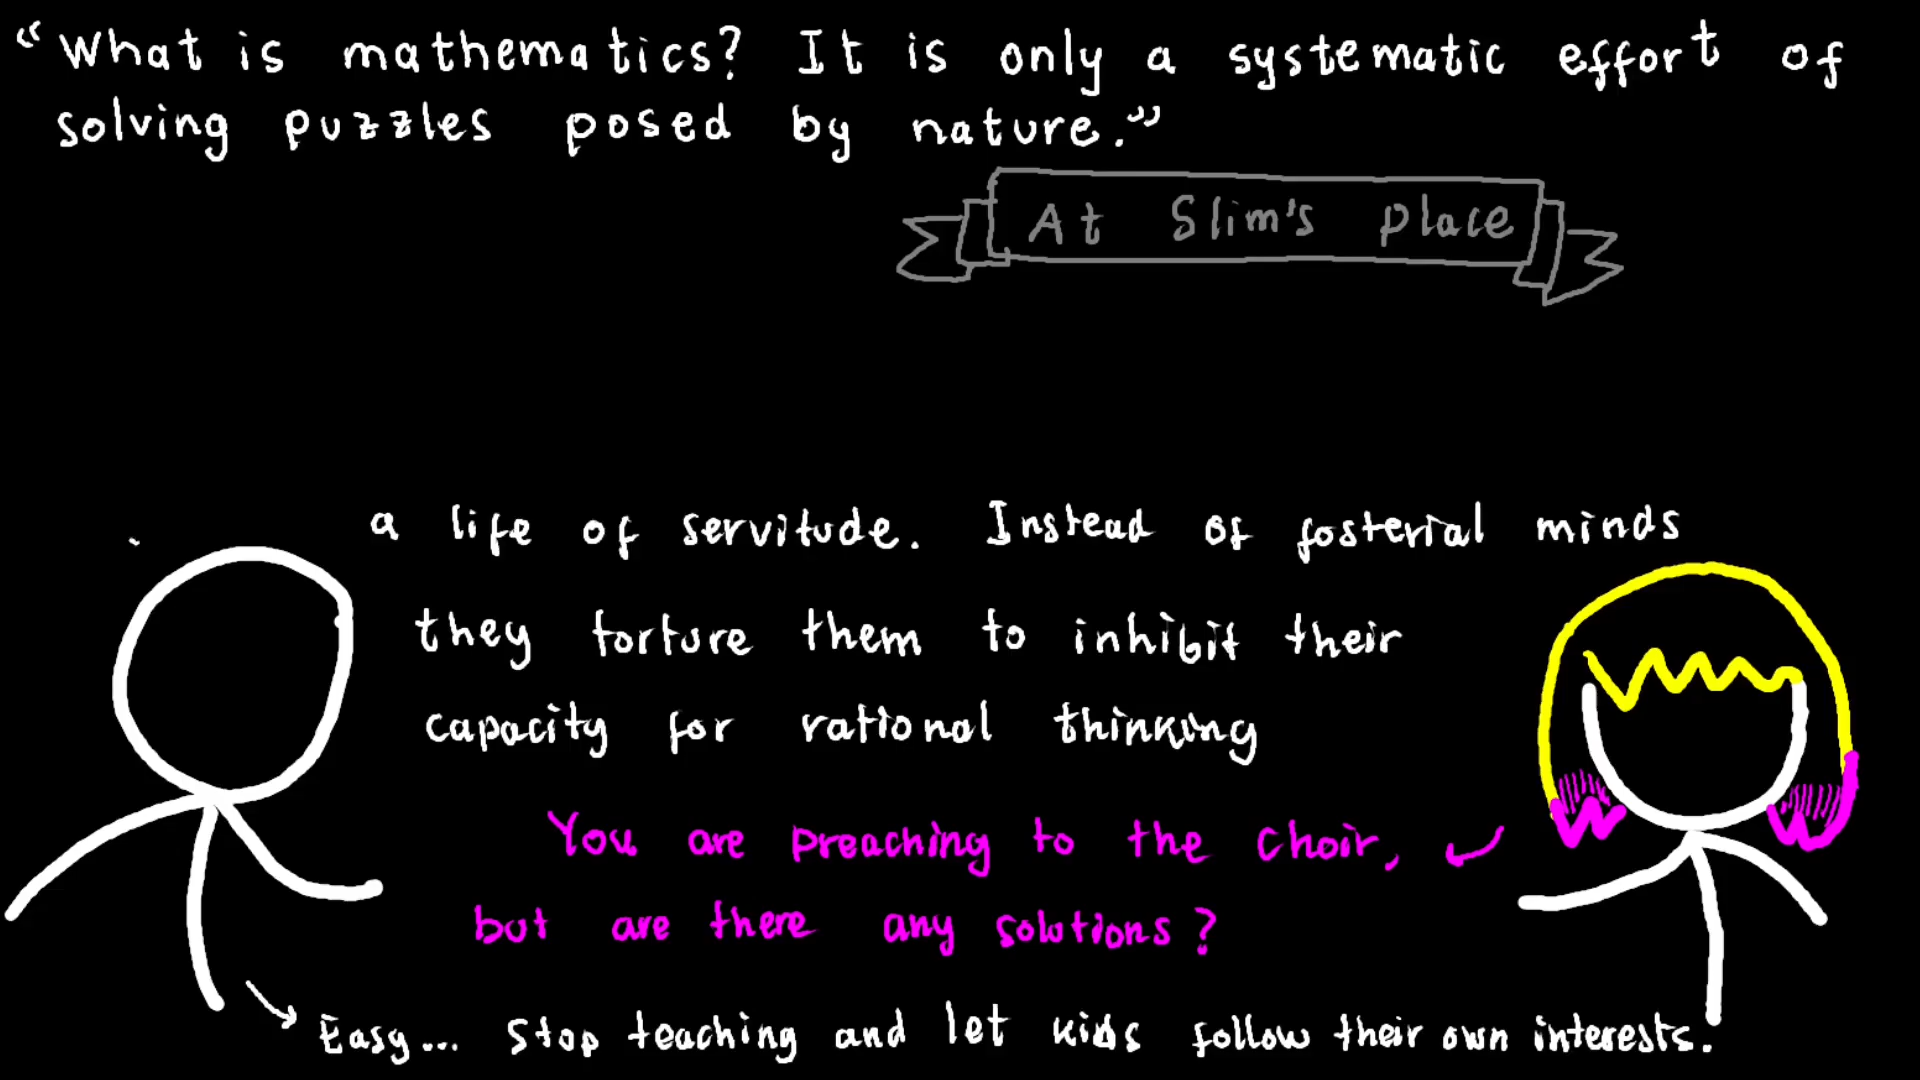 “What is mathematics? It is only a systematic effort of
solving puzzles posed by nature.”
At Slim's place
a life of servitude. Instead of fosterial minds
they torture them to inhibit their
capacity for rational thinking
You are preaching to the choir,
but are there any solutions?
Easy... Stop teaching and let kids follow their own interests.